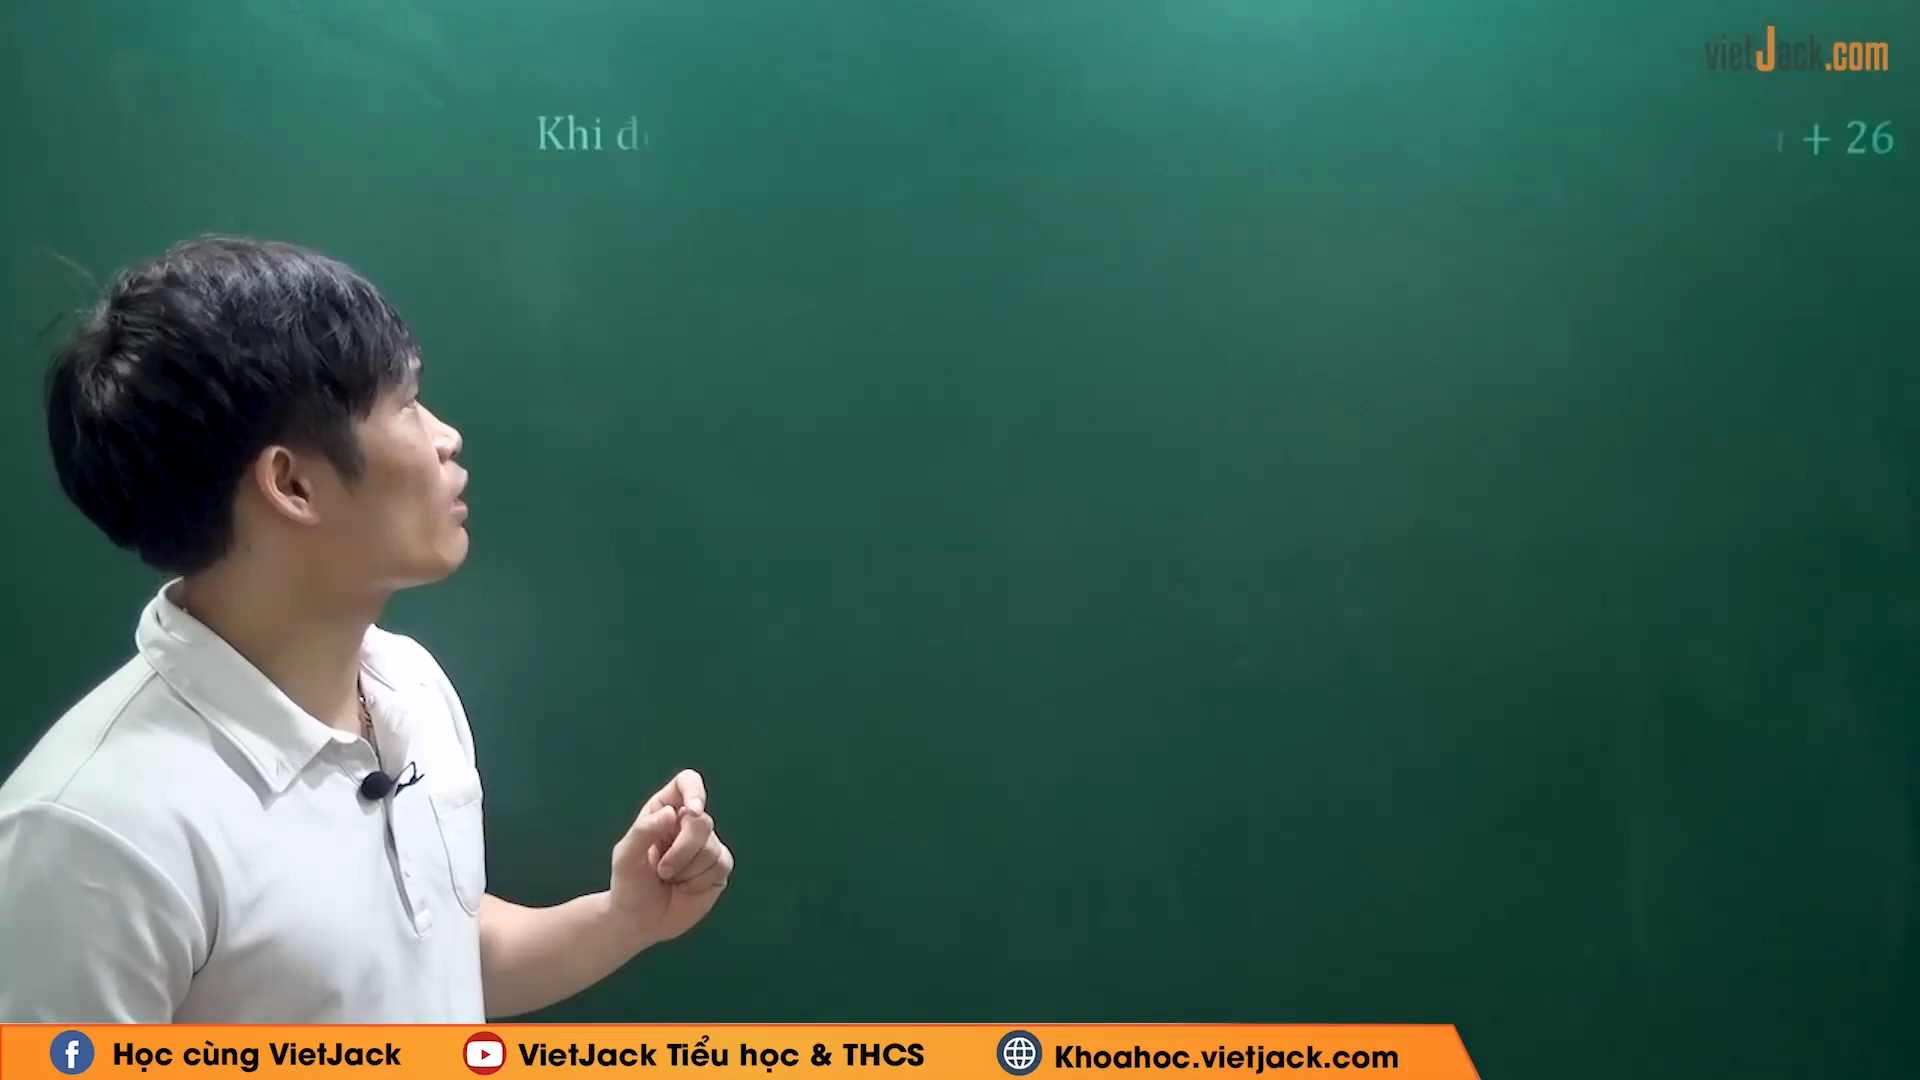 vietJack.com
Khi
+ 26
Học cùng VietJack
VietJack Tiểu học & THCS
Khoahoc.vietjack.com